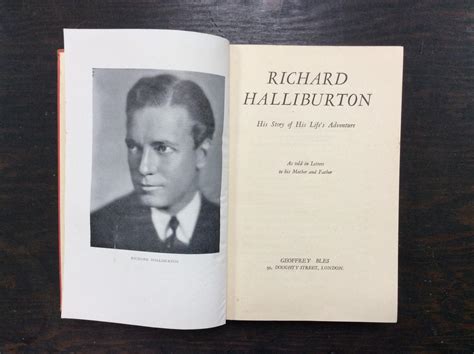 RICHARD HALLIBURTON
RICHARD
HALLIBURTON
His Story of His Life's Adventure
As told in Letters
to his Mother and Father
GEOFFREY BLES
DOUGHTY STREET, LONDON.